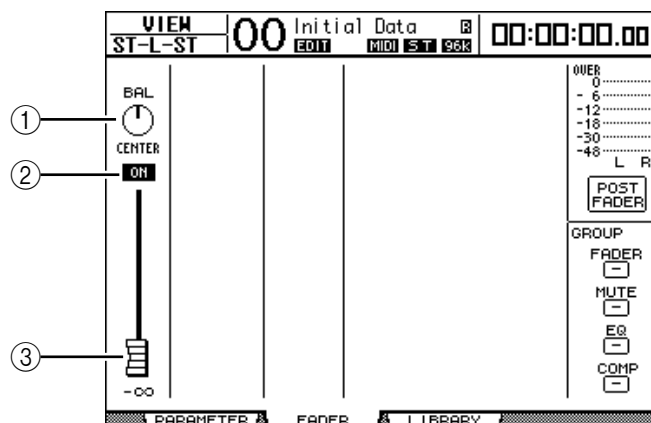 VIEW
ST-L-ST
00
Initial Data
R
EDIT
MIDI
ST
96K
00:00:00.00
①
BAL
CENTER
②
ON
③
-∞
OVER
0
- 6
-12
-18
-30
-48
L R
POST
FADER
GROUP
FADER
-
MUTE
-
EQ
-
COMP
-
PARAMETER
FADER
LIBRARY